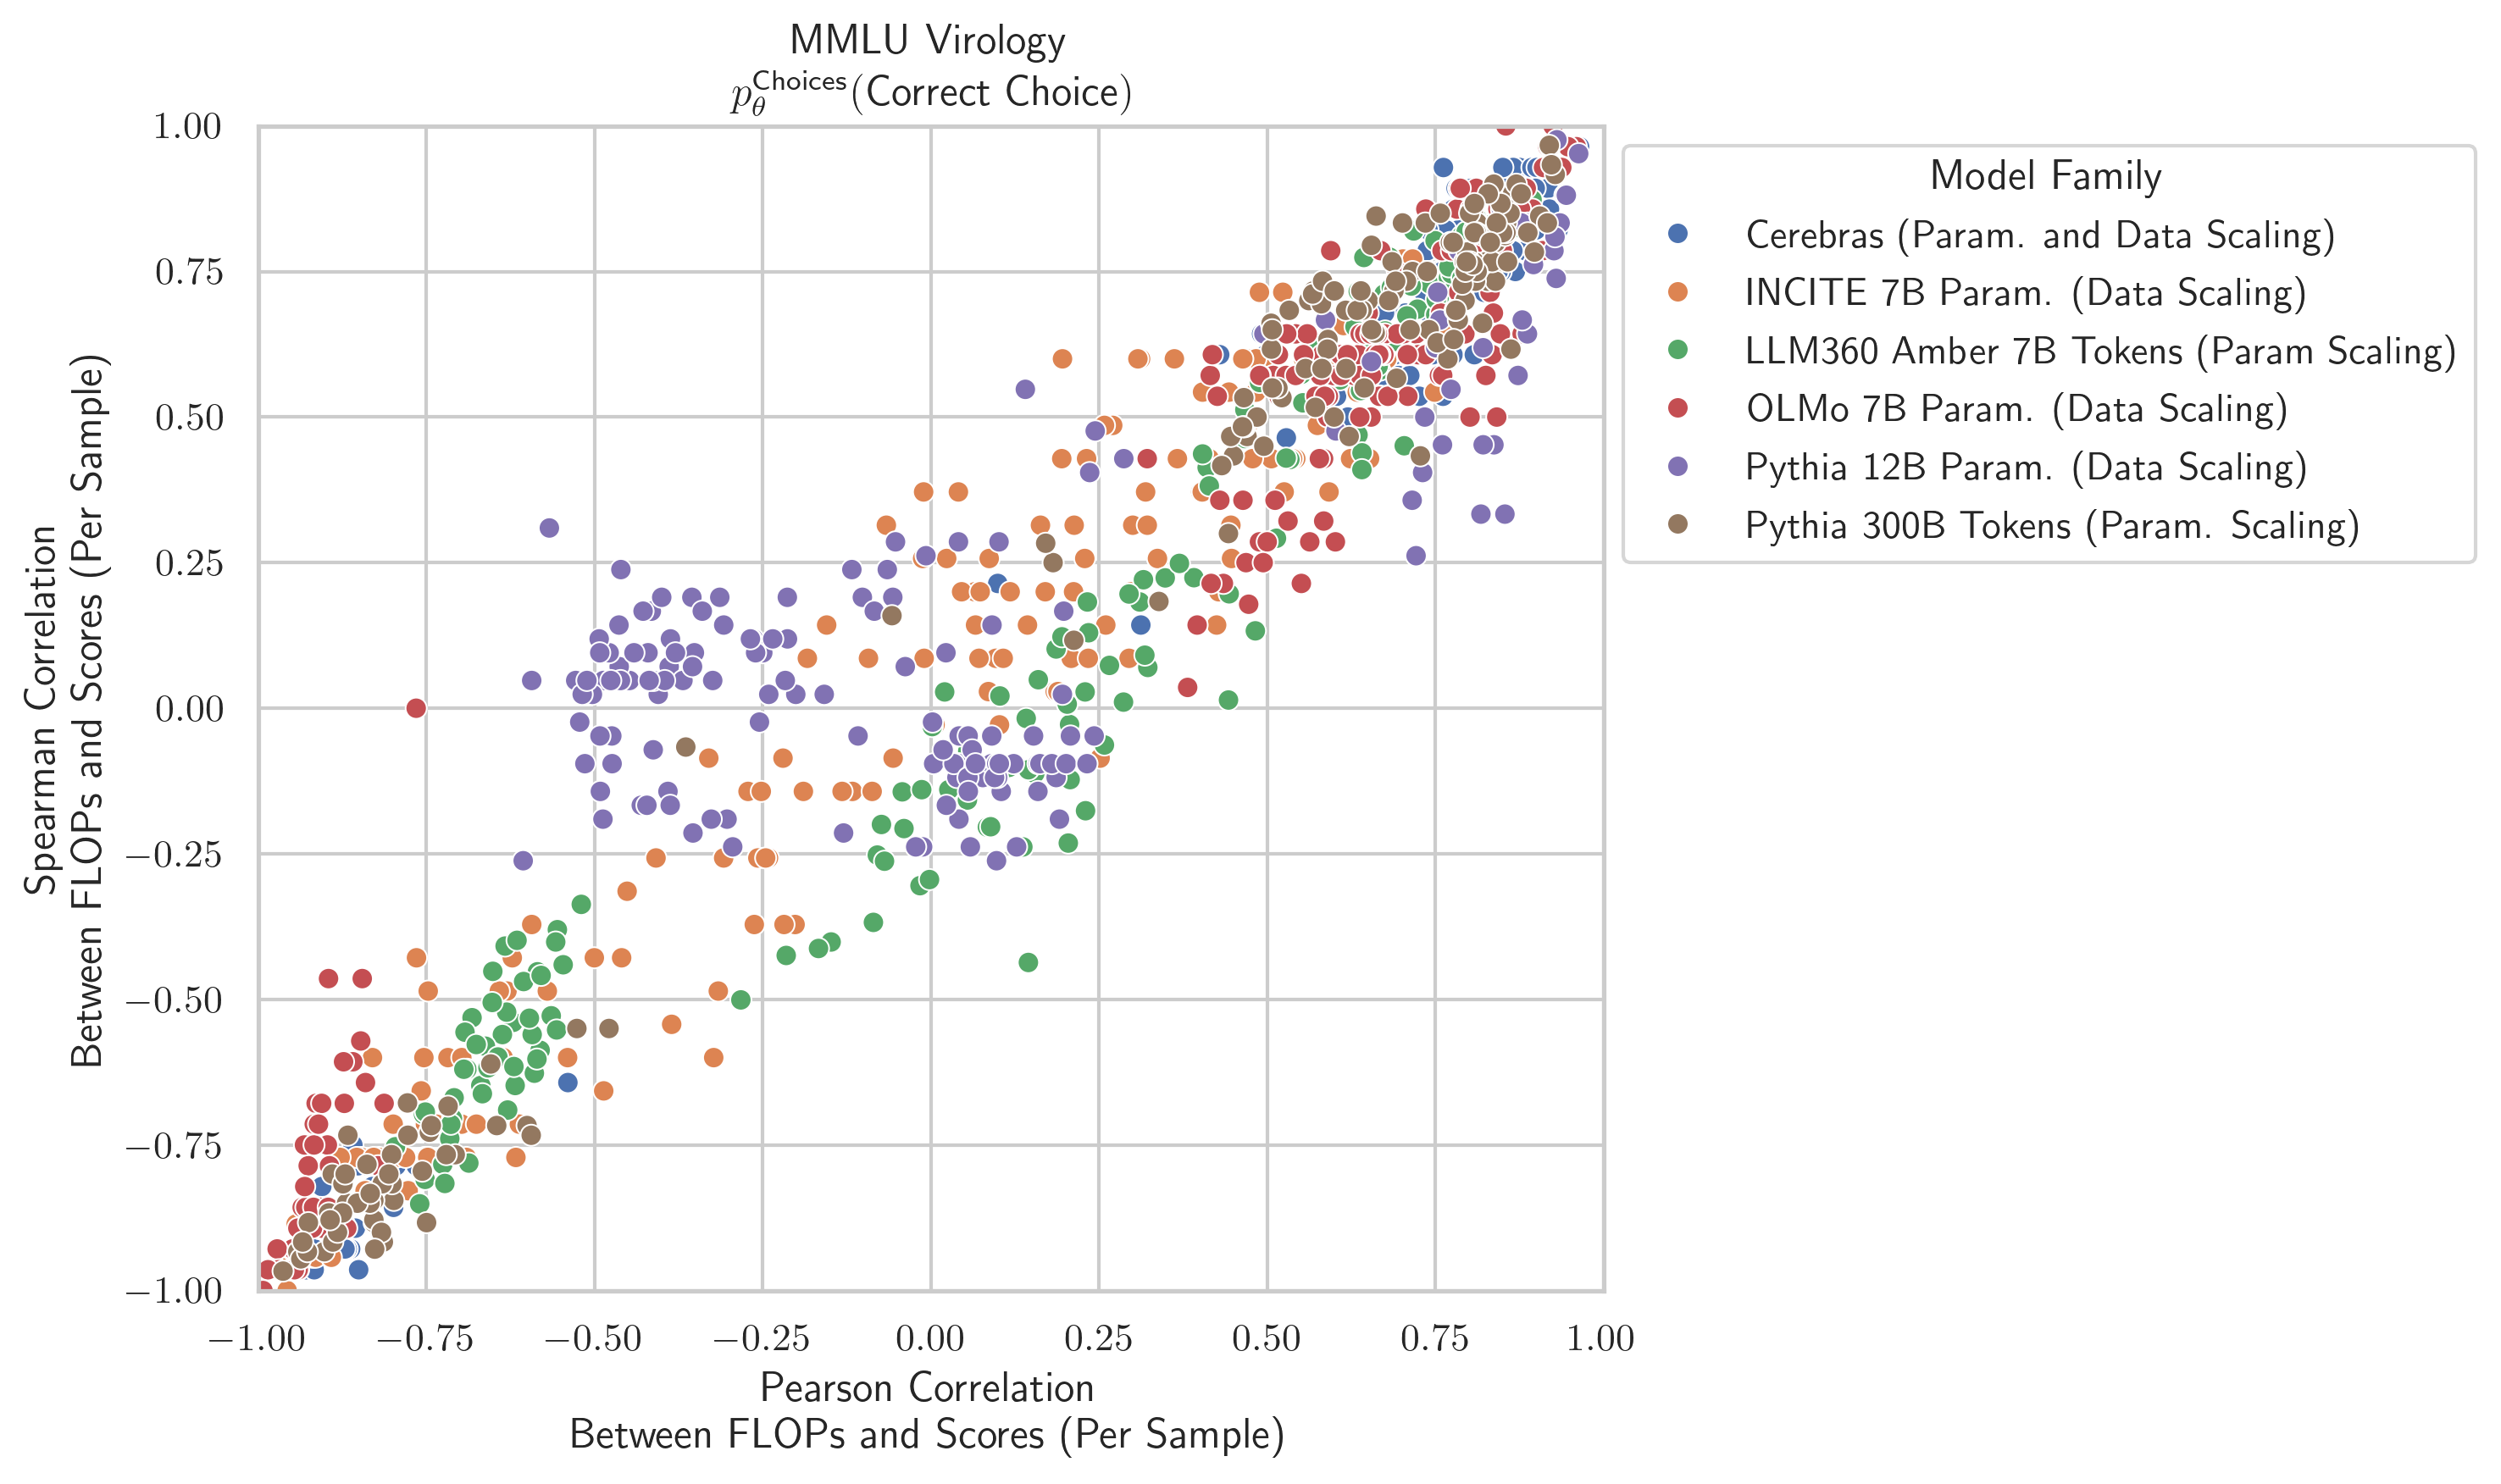 MMLU Virology
p_θ^Choices(Correct Choice)
Spearman Correlation
Between FLOPs and Scores (Per Sample)
1.00
0.75
0.50
0.25
0.00
−0.25
−0.50
−0.75
−1.00
−1.00 −0.75 −0.50 −0.25 0.00 0.25 0.50 0.75 1.00
Pearson Correlation
Between FLOPs and Scores (Per Sample)
Model Family
Cerebras (Param. and Data Scaling)
INCITE 7B Param. (Data Scaling)
LLM360 Amber 7B Tokens (Param Scaling)
OLMo 7B Param. (Data Scaling)
Pythia 12B Param. (Data Scaling)
Pythia 300B Tokens (Param. Scaling)